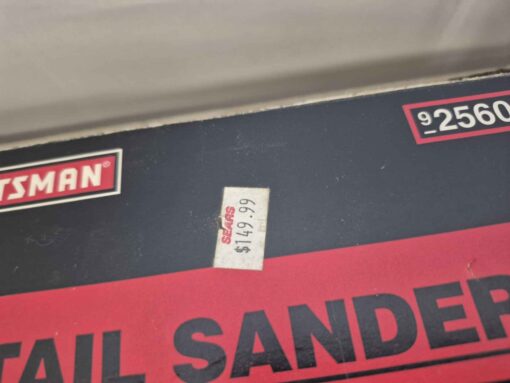 TSMAN®
9-2560
SEARS
$149.99
TAIL SANDER